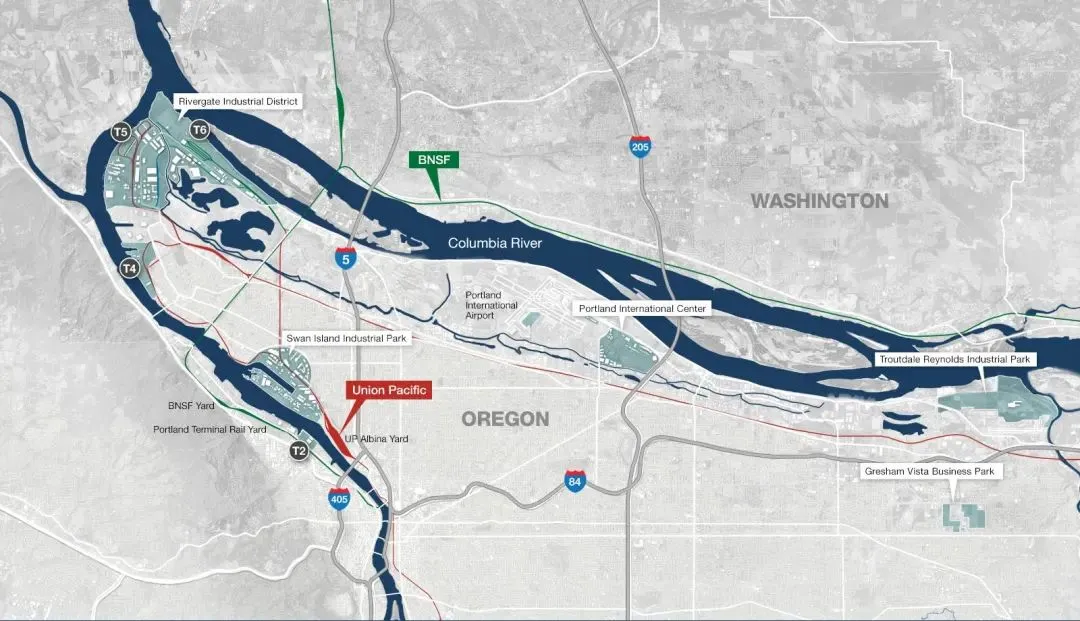 Rivergate Industrial District
T5
T6
BNSF
205
WASHINGTON
Columbia River
5
T4
Portland
International
Airport
Portland International Center
Swan Island Industrial Park
Troutdale Reynolds Industrial Park
Union Pacific
BNSF Yard
OREGON
Portland Terminal Rail Yard
UP Albina Yard
T2
Gresham Vista Business Park
84
405